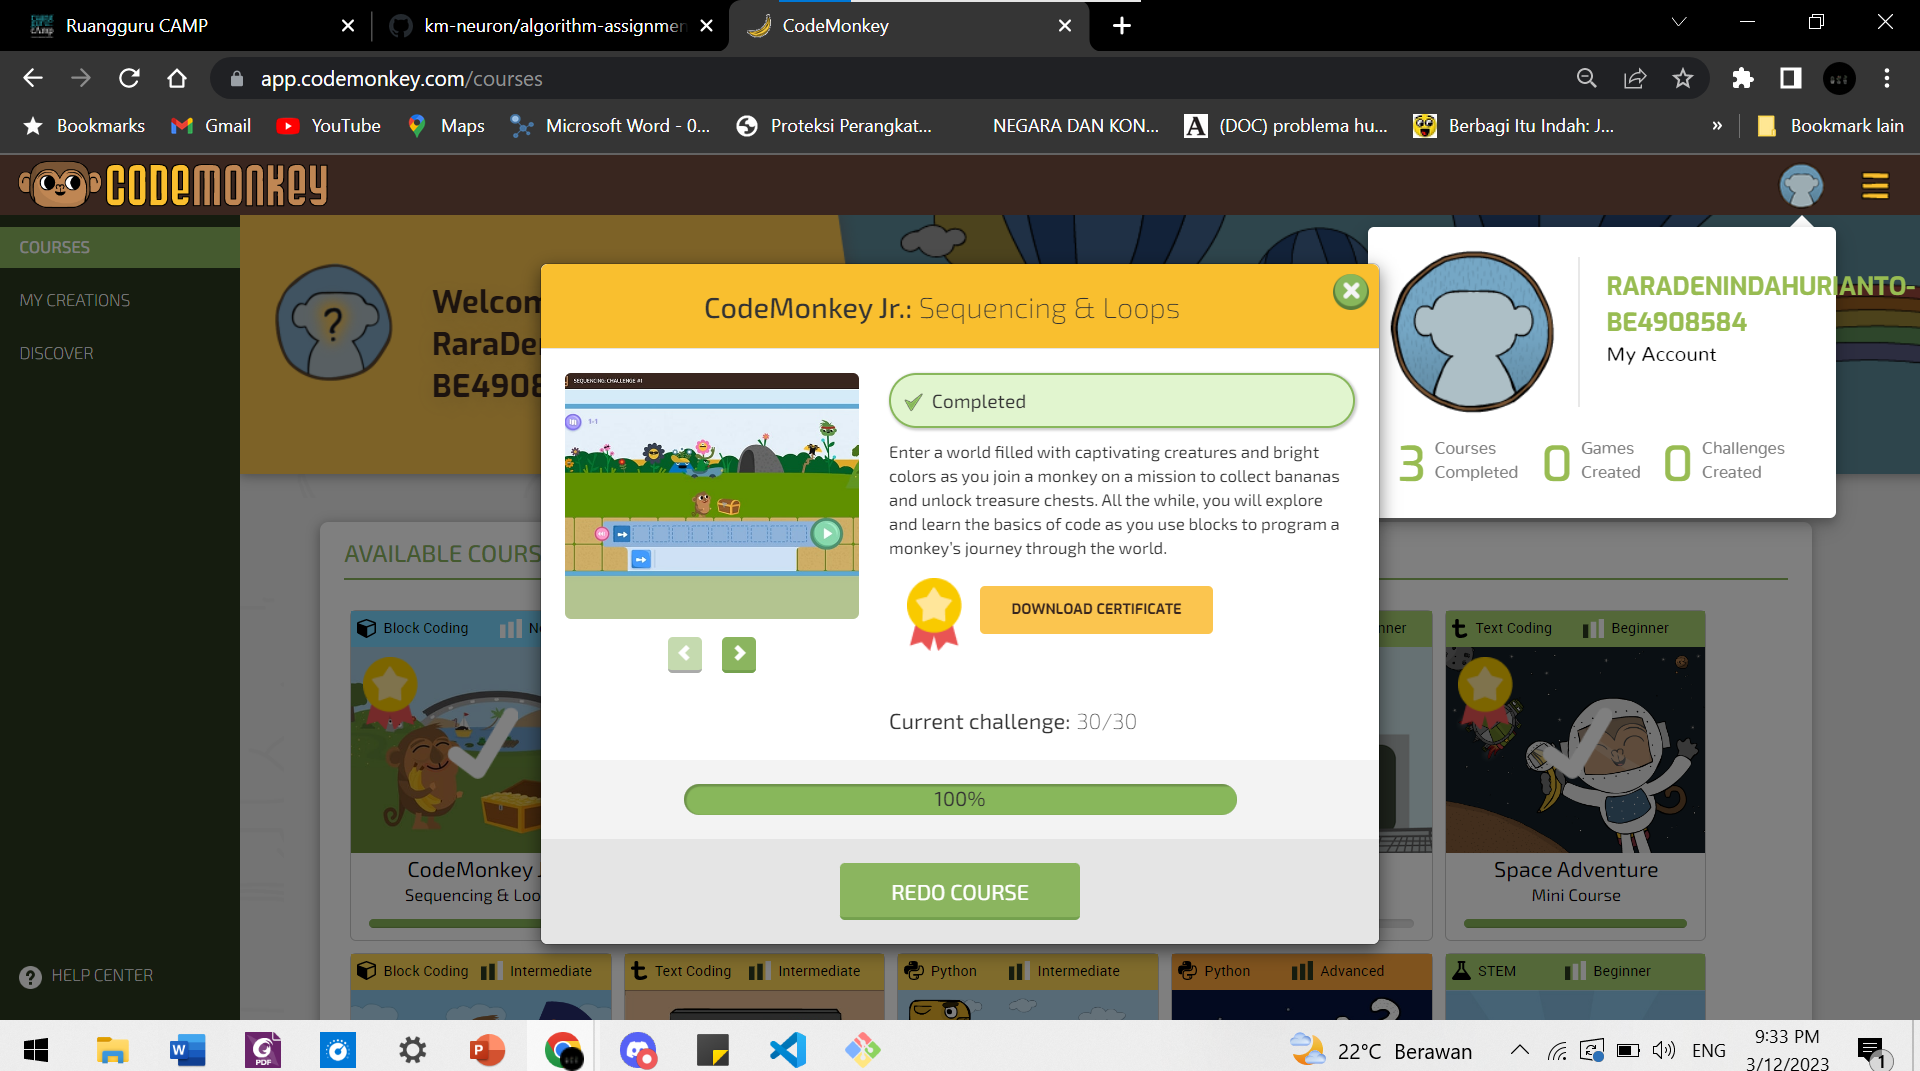 Ruangguru CAMP
km-neuron/algorithm-assignmen
CodeMonkey
app.codemonkey.com/courses
Bookmarks
Gmail
YouTube
Maps
Microsoft Word - 0...
Proteksi Perangkat...
NEGARA DAN KON...
(DOC) problema hu...
Berbagi Itu Indah: J...
»
Bookmark lain
CODEMONKEY
COURSES
MY CREATIONS
DISCOVER
HELP CENTER
Welcom
RaraDe
BE4908
RARADENINDAHURIANTO-
BE4908584
My Account
3 Courses Completed
0 Games Created
0 Challenges Created
CodeMonkey Jr.: Sequencing & Loops
SEQUENCING: CHALLENGE #1
1-1
Completed
Enter a world filled with captivating creatures and bright
colors as you join a monkey on a mission to collect bananas
and unlock treasure chests. All the while, you will explore
and learn the basics of code as you use blocks to program a
monkey's journey through the world.
DOWNLOAD CERTIFICATE
Current challenge: 30/30
100%
REDO COURSE
AVAILABLE COURS
Block Coding
CodeMonkey J
Sequencing & Loo
nner
Text Coding Beginner
Space Adventure
Mini Course
Block Coding Intermediate
Text Coding Intermediate
Python Intermediate
Python Advanced
STEM Beginner
22°C Berawan
ENG
9:33 PM
3/12/2023
1